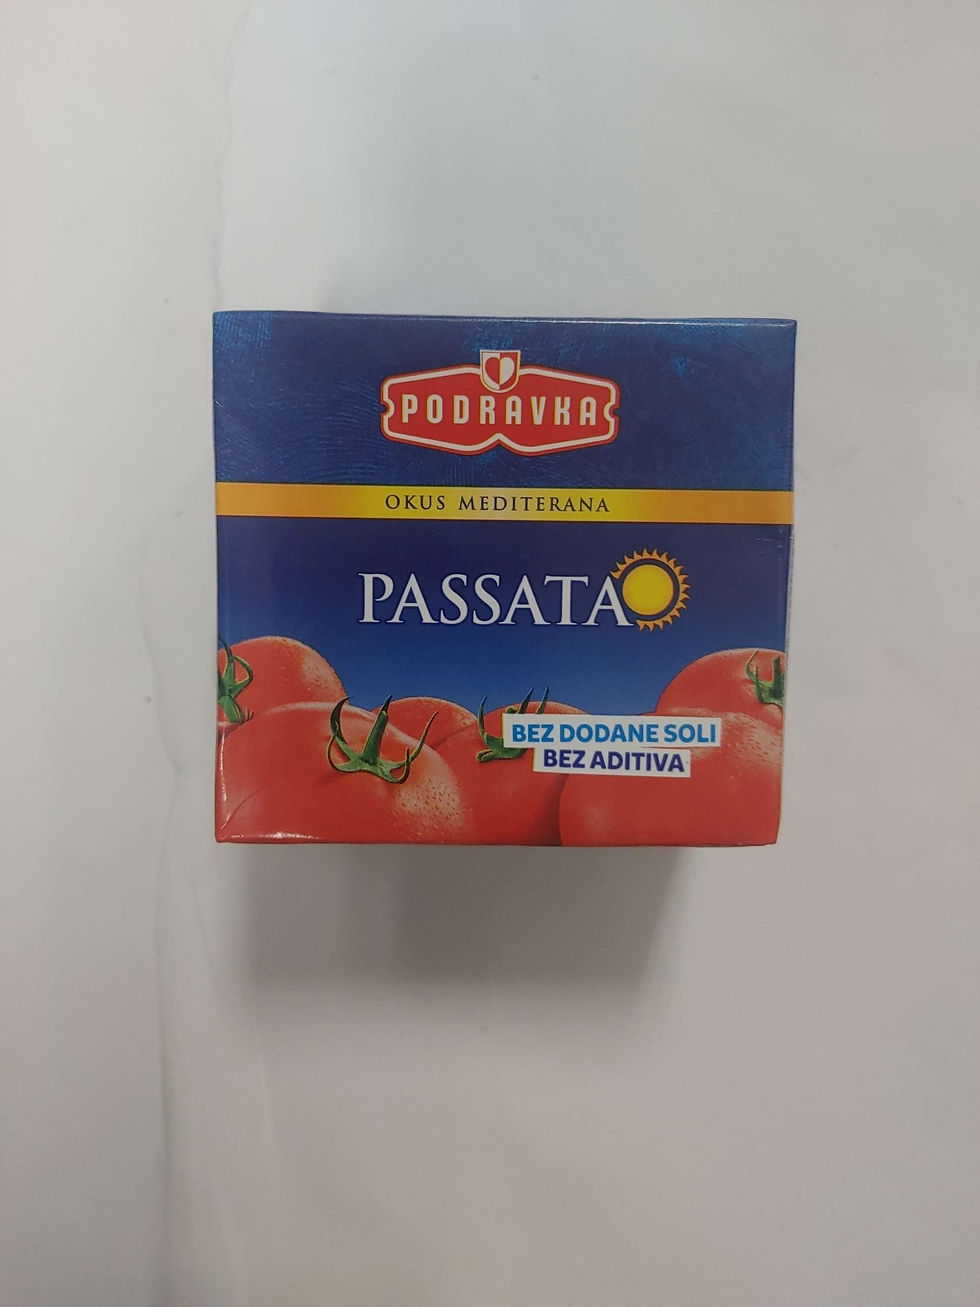 PODRAVKA
OKUS MEDITERANA
PASSATA
BEZ DODANE SOLI
BEZ ADITIVA